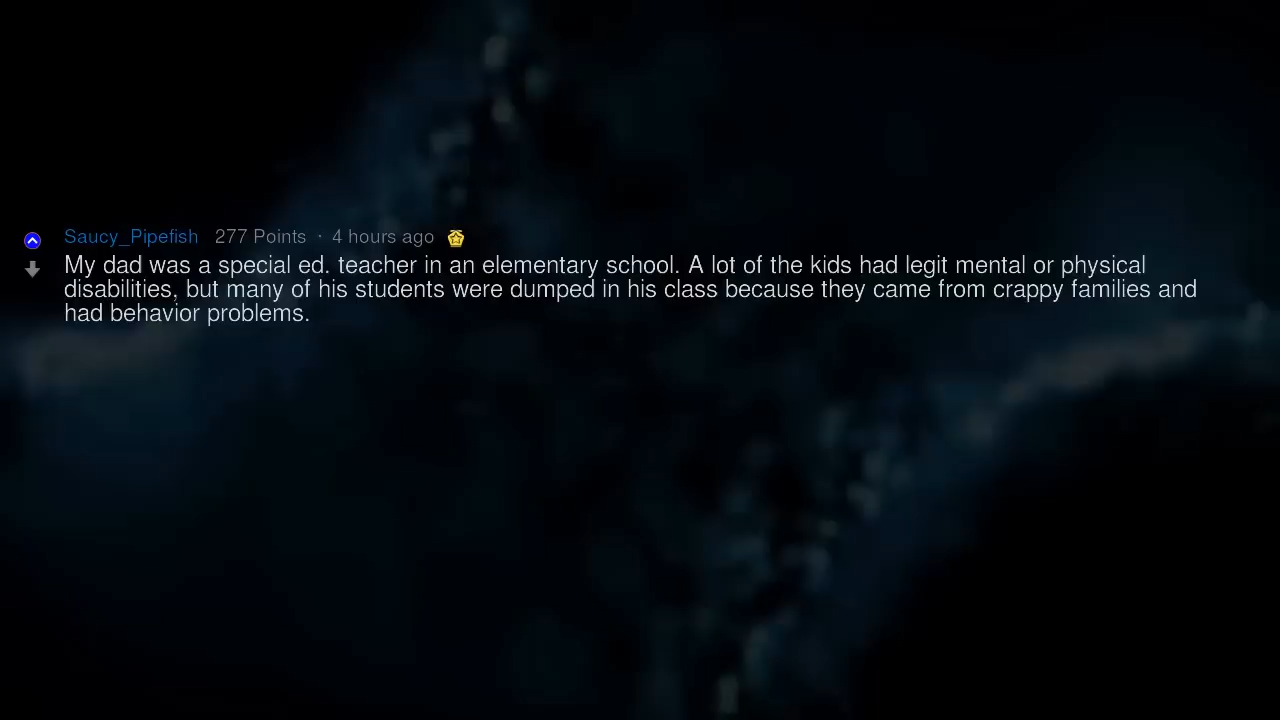 Saucy_Pipefish 277 Points · 4 hours ago
My dad was a special ed. teacher in an elementary school. A lot of the kids had legit mental or physical
disabilities, but many of his students were dumped in his class because they came from crappy families and
had behavior problems.